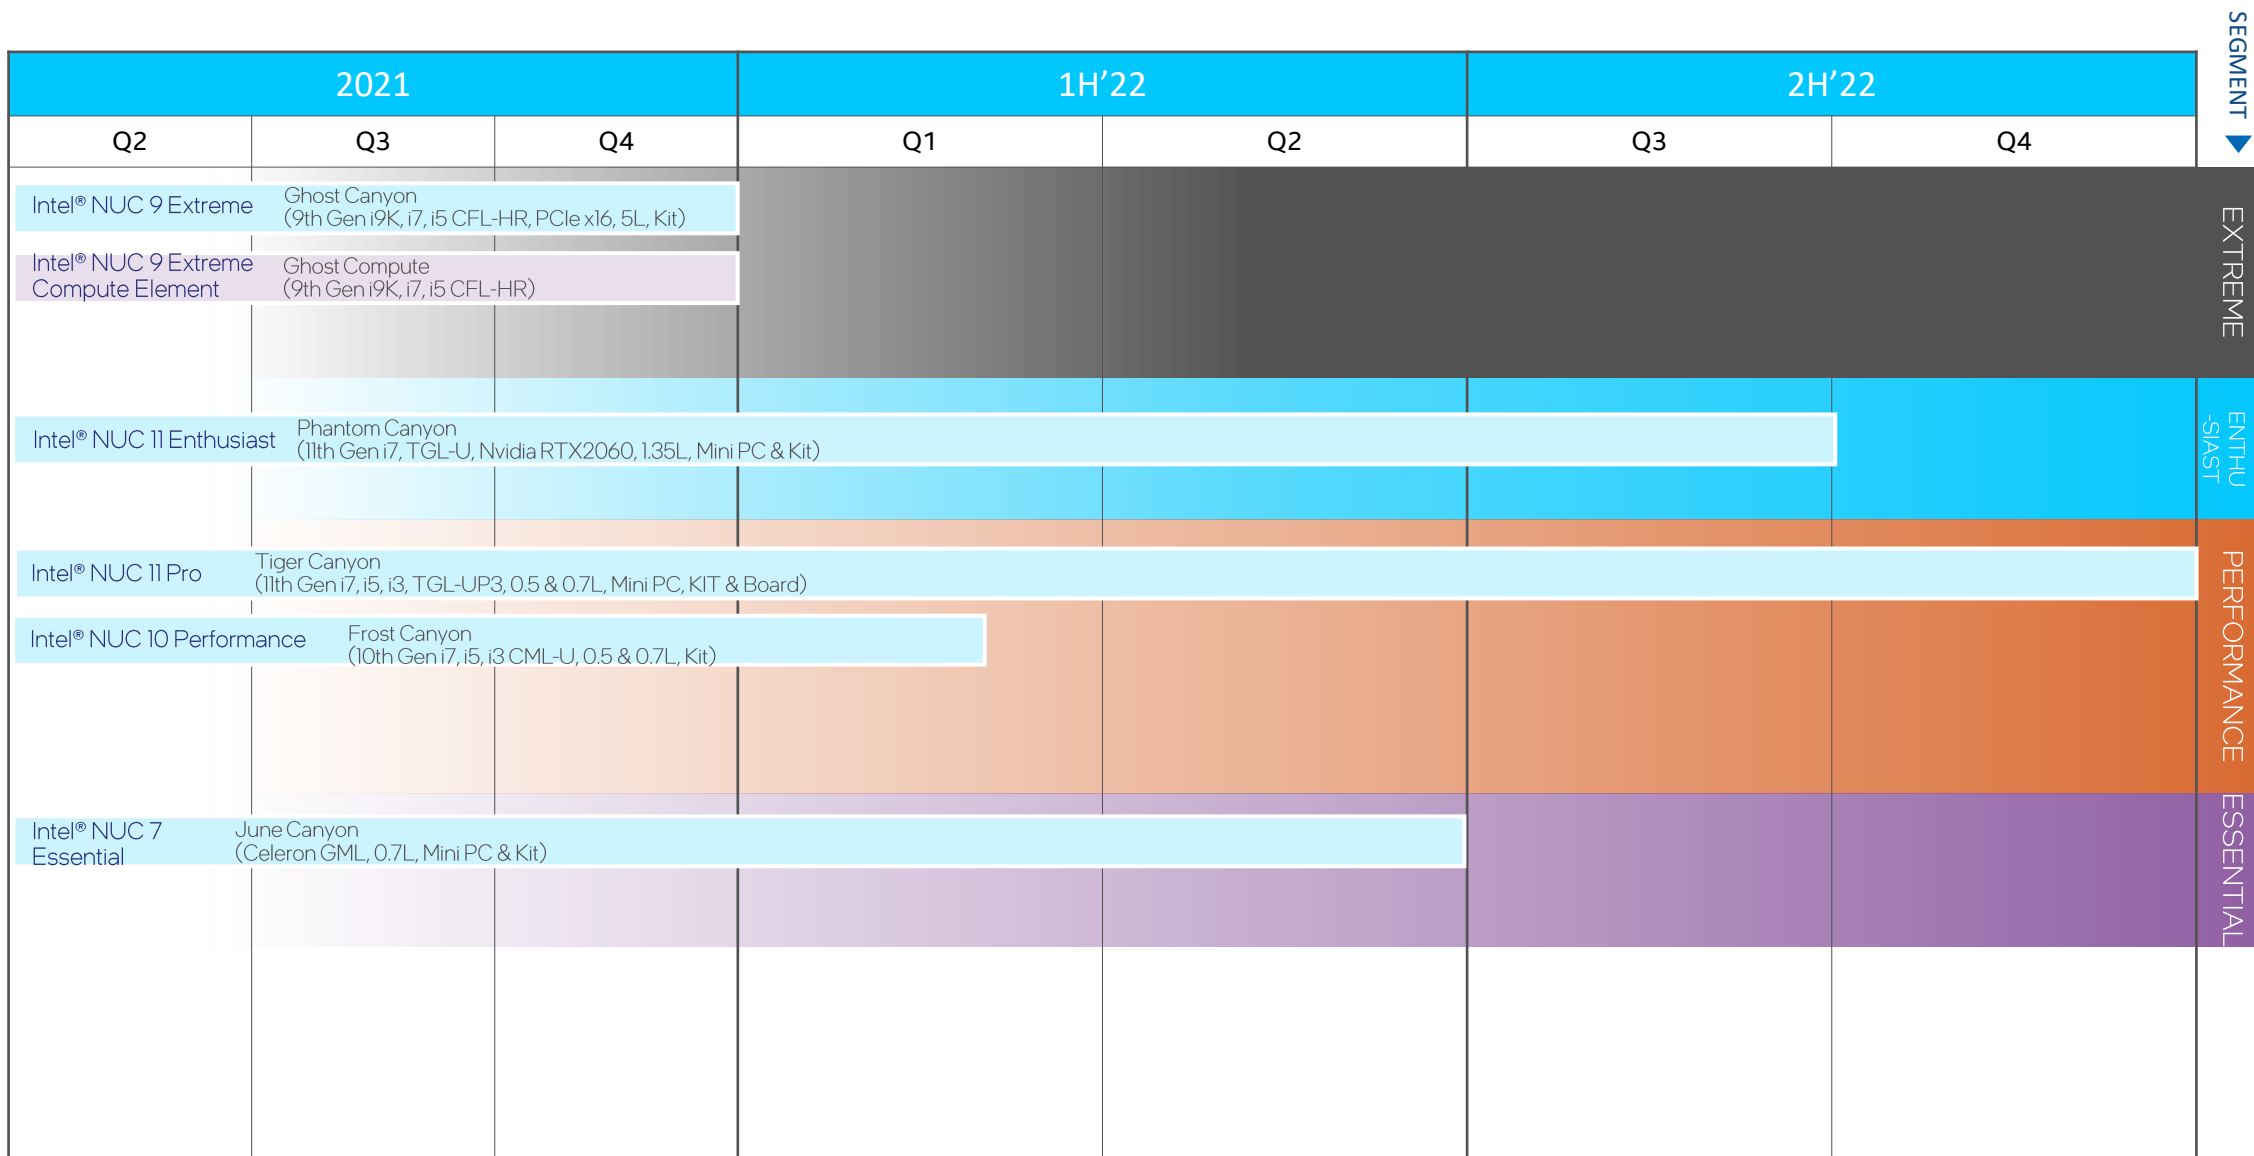 SEGMENT
2021
1H’22
2H’22
Q2
Q3
Q4
Q1
Q2
Q3
Q4
Intel® NUC 9 Extreme
Ghost Canyon
(9th Gen i9K, i7, i5 CFL-HR, PCIe x16, 5L, Kit)
Intel® NUC 9 Extreme
Compute Element
Ghost Compute
(9th Gen i9K, i7, i5 CFL-HR)
EXTREME
Intel® NUC 11 Enthusiast
Phantom Canyon
(11th Gen i7, TGL-U, Nvidia RTX2060, 1.35L, Mini PC & Kit)
ENTHU
-SIAST
Intel® NUC 11 Pro
Tiger Canyon
(11th Gen i7, i5, i3, TGL-UP3, 0.5 & 0.7L, Mini PC, KIT & Board)
Intel® NUC 10 Performance
Frost Canyon
(10th Gen i7, i5, i3 CML-U, 0.5 & 0.7L, Kit)
PERFORMANCE
Intel® NUC 7
Essential
June Canyon
(Celeron GML, 0.7L, Mini PC & Kit)
ESSENTIAL